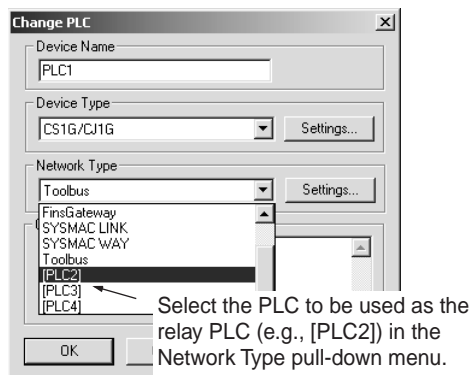 Change PLC
Device Name
PLC1
Device Type
CS1G/CJ1G
Settings...
Network Type
Toolbus
Settings...
FinsGateway
SYSMAC LINK
SYSMAC WAY
Toolbus
[PLC2]
[PLC3]
[PLC4]
Select the PLC to be used as the
relay PLC (e.g., [PLC2]) in the
Network Type pull-down menu.
OK